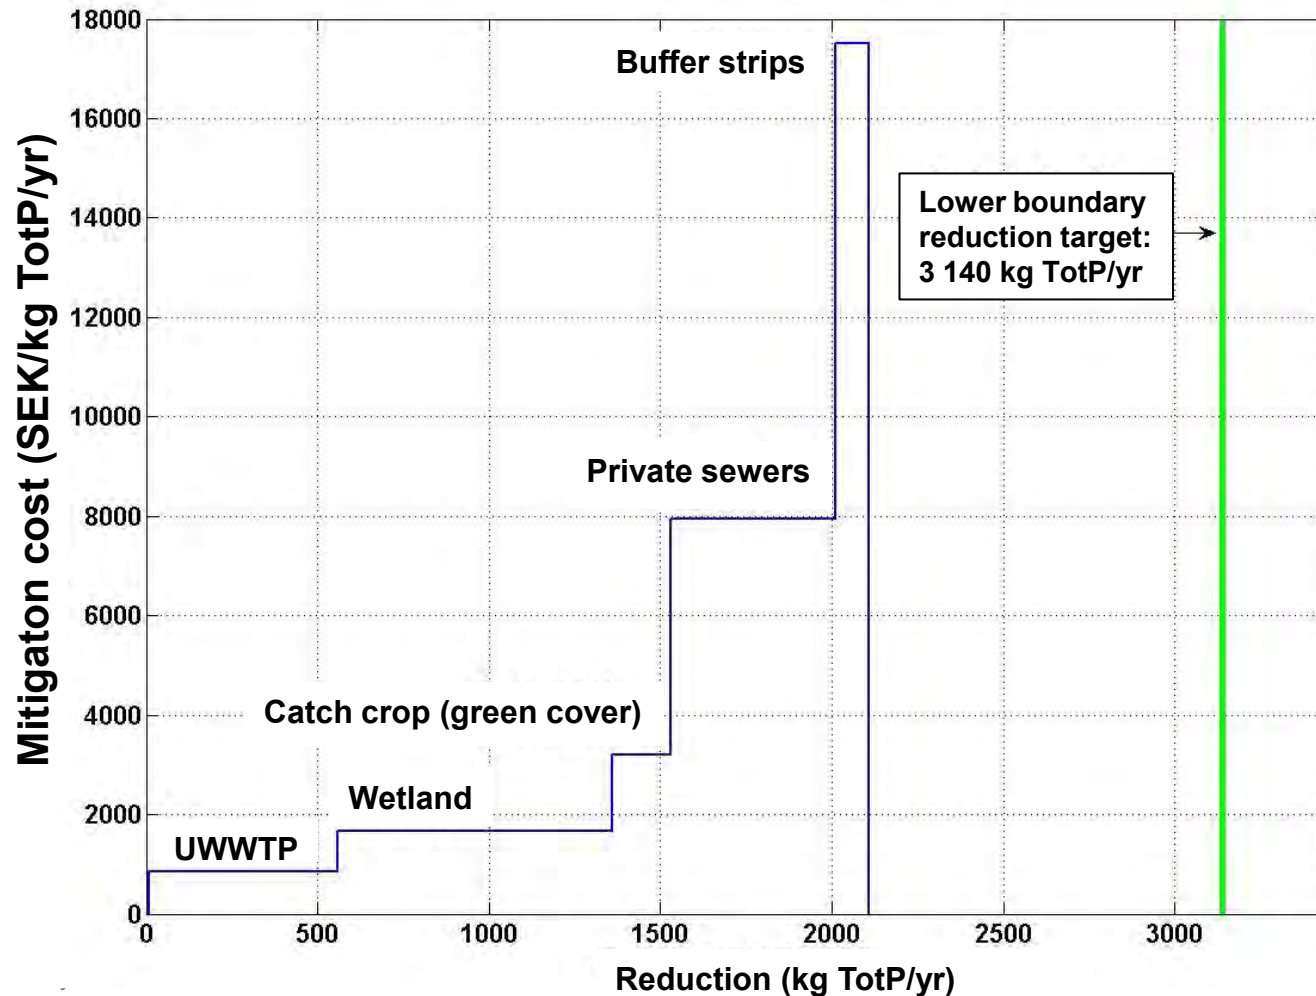 18000
Buffer strips
16000
14000
Lower boundary
reduction target:
3 140 kg TotP/yr
12000
10000
Private sewers
8000
6000
Catch crop (green cover)
4000
Wetland
2000
UWWTP
0
0 500 1000 1500 2000 2500 3000
Reduction (kg TotP/yr)
Mitigaton cost (SEK/kg TotP/yr)